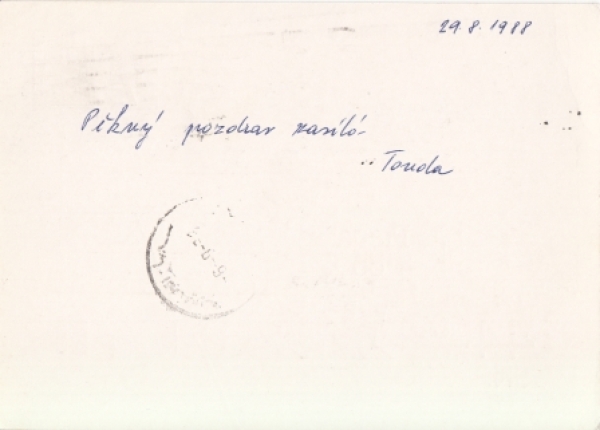 29.8.1988
Pěkný pozdrav zasílá
Tonda